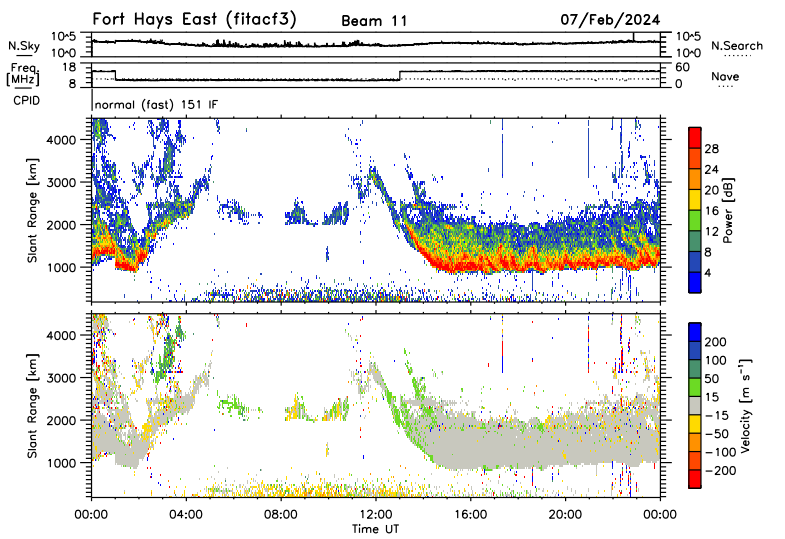 Fort Hays East (fitacf3) Beam 11 07/Feb/2024
N.Sky 10^5 10^0 10^5 10^0 N.Search
Freq. [MHz] 18 8 60 0 Nave
CPID normal (fast) 151 IF
Slant Range [km] 4000 3000 2000 1000
Power [dB] 28 24 20 16 12 8 4
Slant Range [km] 4000 3000 2000 1000
Velocity [m s⁻¹] 200 100 50 15 −15 −50 −100 −200
00:00 04:00 08:00 12:00 16:00 20:00 00:00
Time UT